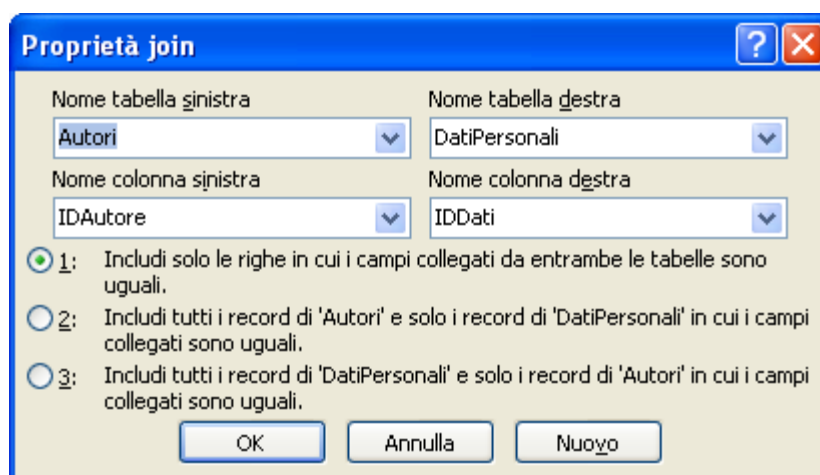 Proprietà join
Nome tabella sinistra
Nome tabella destra
Autori
DatiPersonali
Nome colonna sinistra
Nome colonna destra
IDAutore
IDDati
1: Includi solo le righe in cui i campi collegati da entrambe le tabelle sono
uguali.
2: Includi tutti i record di 'Autori' e solo i record di 'DatiPersonali' in cui i campi
collegati sono uguali.
3: Includi tutti i record di 'DatiPersonali' e solo i record di 'Autori' in cui i campi
collegati sono uguali.
OK
Annulla
Nuovo